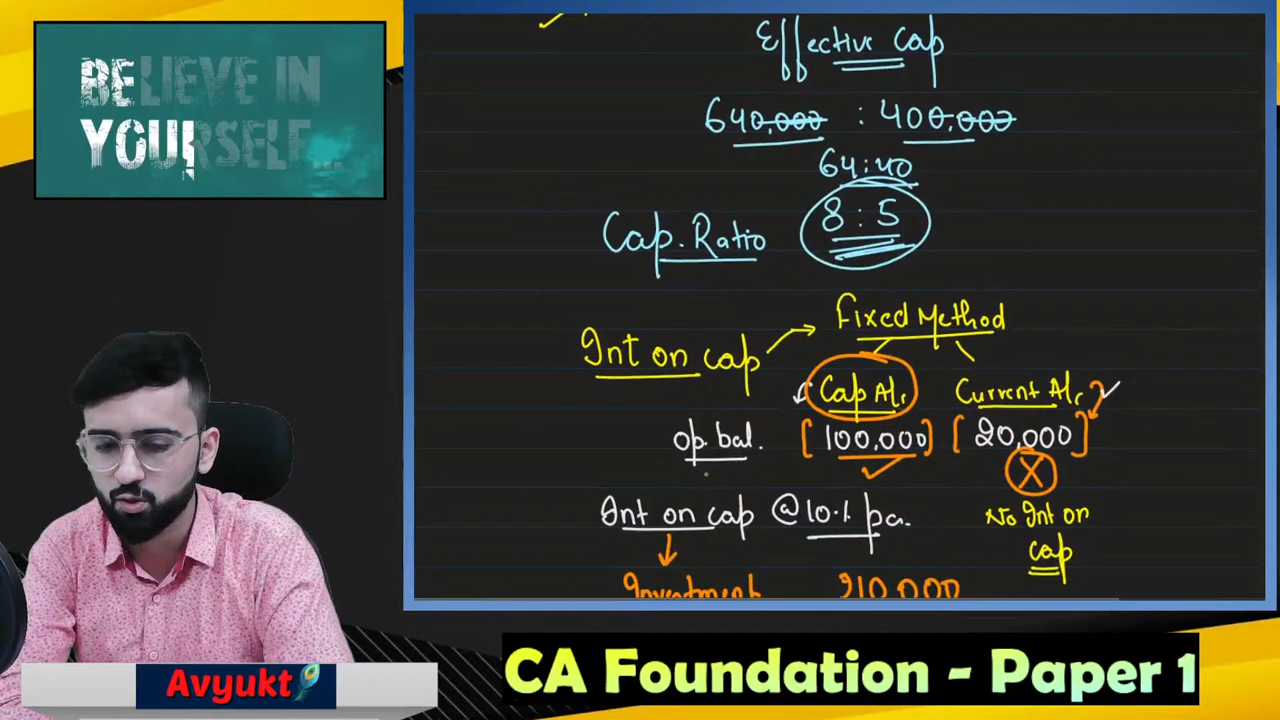 BELIEVE IN
YOURSELF
Effective Cap
640,000 : 400,000
64:40
Cap. Ratio 8 : 5
Int on cap
Fixed Method
Cap A/c Current A/c
op. bal. [100,000] [20,000]
Int on cap @ 10% pa.
No Int on
cap
Investment ₹10,000
Avyukt
CA Foundation - Paper 1